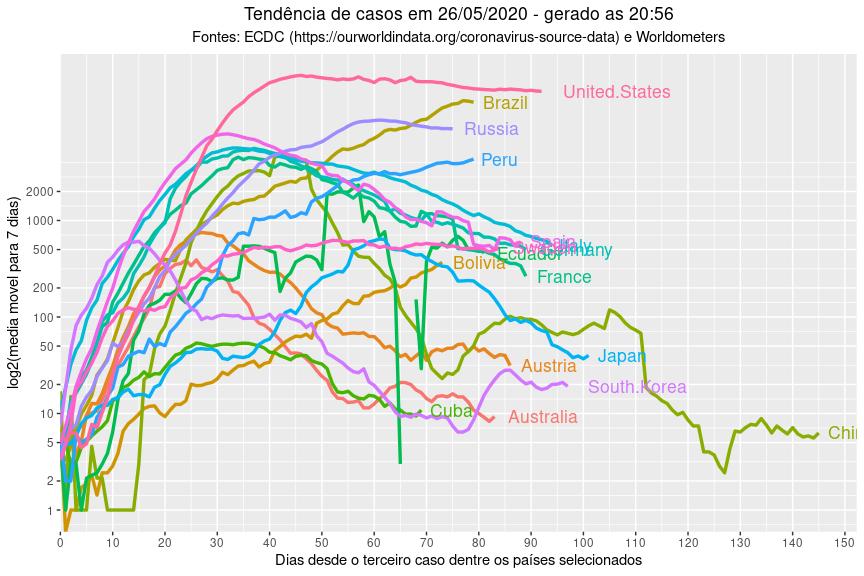 Tendência de casos em 26/05/2020 - gerado as 20:56
Fontes: ECDC (https://ourworldindata.org/coronavirus-source-data) e Worldometers
log2(media movel para 7 dias)
2000
1000
500
200
100
50
20
10
5
2
1
United.States
Brazil
Russia
Peru
Ecuador
Bolivia
France
Japan
Austria
South.Korea
Cuba
Australia
0 10 20 30 40 50 60 70 80 90 100 110 120 130 140 150
Dias desde o terceiro caso dentre os países selecionados